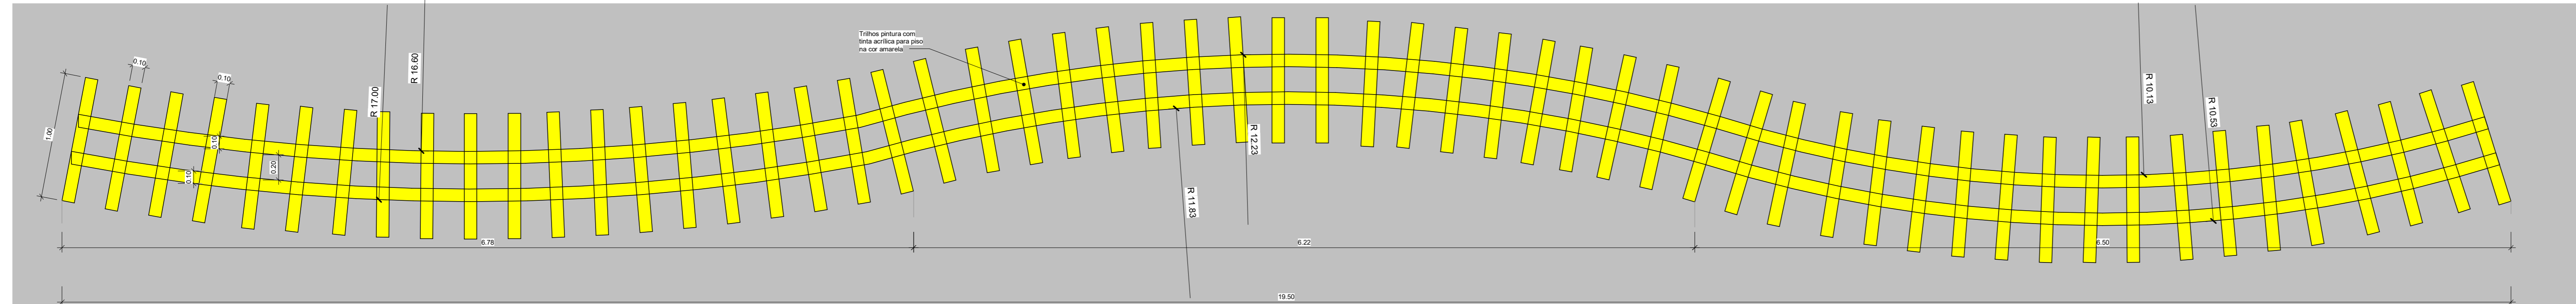 Trilhos pintura com
tinta acrílica para piso
na cor amarela
0.10
0.10
1.00
0.10
0.10
0.20
R 17.00
R 16.60
R 12.23
R 11.83
R 10.13
R 10.53
6.78
6.22
6.50
19.50